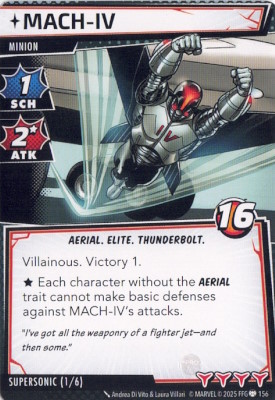 MACH-IV
MINION
1
SCH
2★
ATK
IV
16
AERIAL. ELITE. THUNDERBOLT.
Villainous. Victory 1.
★ Each character without the AERIAL
trait cannot make basic defenses
against MACH-IV's attacks.
"I've got all the weaponry of a fighter jet—and
then some."
SUPERSONIC (1/6)
Andrea Di Vito & Laura Villari © MARVEL © 2025 FFG 156